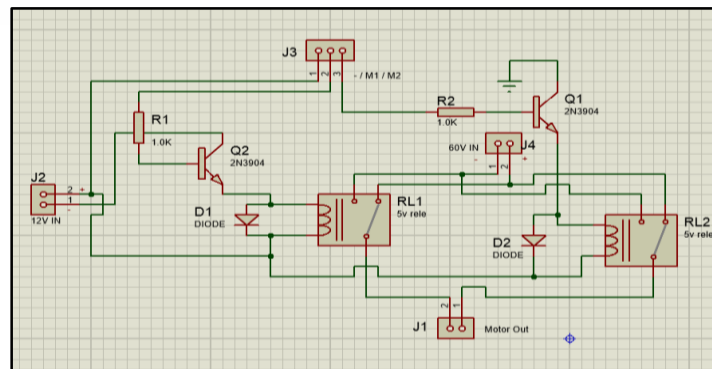 J3
1
2
3
- / M1 / M2
R1
1.0K
R2
1.0K
Q1
2N3904
J4
60V IN
-
+
1
2
Q2
2N3904
J2
2
1
+
-
12V IN
D1
DIODE
RL1
5v rele
D2
DIODE
RL2
5v rele
J1
2
1
Motor Out